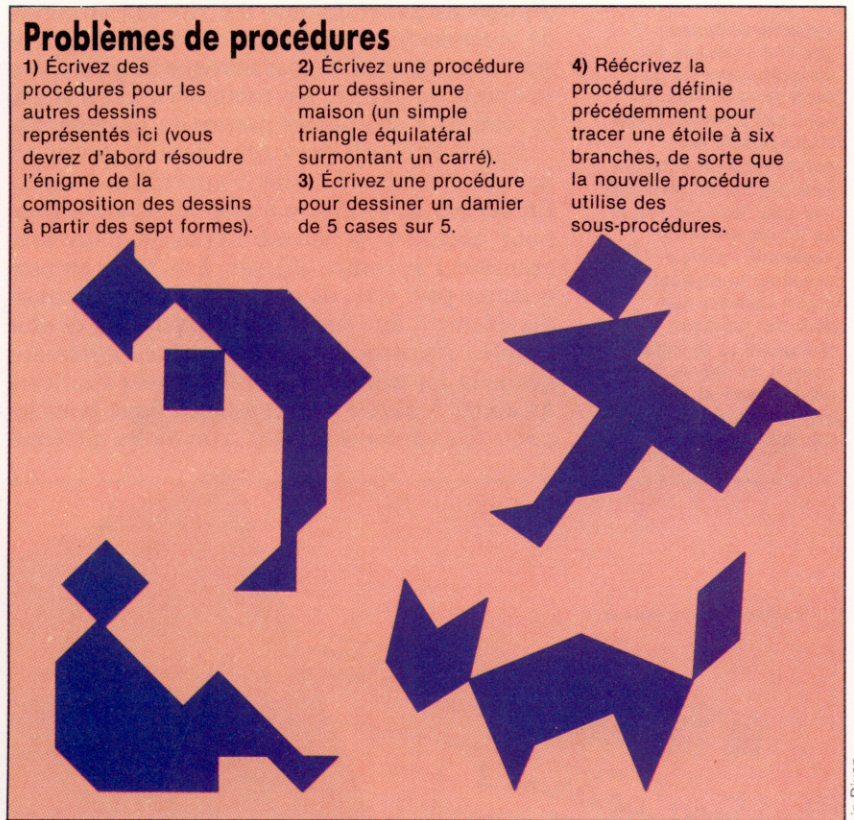 Problèmes de procédures
1) Écrivez des
procédures pour les
autres dessins
représentés ici (vous
devrez d'abord résoudre
l'énigme de la
composition des dessins
à partir des sept formes).
2) Écrivez une procédure
pour dessiner une
maison (un simple
triangle équilatéral
surmontant un carré).
3) Écrivez une procédure
pour dessiner un damier
de 5 cases sur 5.
4) Réécrivez la
procédure définie
précédemment pour
tracer une étoile à six
branches, de sorte que
la nouvelle procédure
utilise des
sous-procédures.